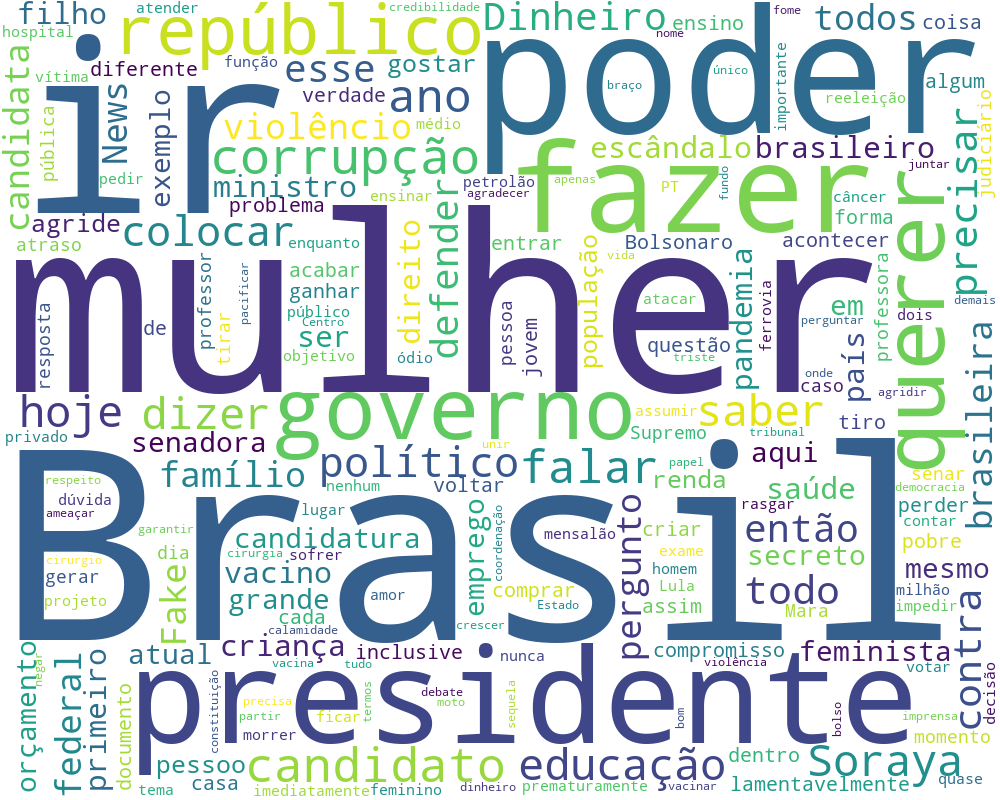 filho
atender
credibilidade
Dinheiro
ensino
todos
fome
coisa
hospital
república
república
nome
vítima
diferente
função
esse
gostar
poder
único
braço
importante
algum
reeleição
candidata
pública
News
exemplo
ir
verdade
ano
violêncio
médio
judiciário
pedir
corrupção
escândalo
brasileiro
juntar
precisar
agride
ministro
problema
ensinar
petrolão
agradecer
apenas
PT
fundo
câncer
forma
fazer
querer
atraso
colocar
enquanto
direito
defender
entrar
Bolsonaro
acontecer
mulher
acabar
ganhar
público
Centro
objetivo
ser
ódio
população
vida
atacar
pandemia
ferrovia
em
perguntar
país
professora
dois
demais
resposta
de
professor
tirar
pacificar
pessoa
jovem
questão
triste
onde
caso
agridir
brasileira
hoje
dizer
governo
assumir
saber
tiro
privado
senadora
unir
Supremo
tribunal
aqui
político
falar
papel
senar
democracia
respeito
dúvida
ameaçar
família
nenhum
voltar
renda
rasgar
saúde
perder
contar
Brasil
lugar
garantir
candidatura
emprego
coordenação
mensalão
criar
então
pobre
cirurgio
dia
cirurgia
sofrer
exame
homem
secreto
mesmo
gerar
projeto
Fake
vacino
grande
amor
comprar
Estado
Lula
assim
todo
Mara
milhão
impedir
cada
calamidade
crescer
pergunto
contra
orçamento
negar
federal
primeiro
atual
criança
vacina
inclusive
tudo
nunca
compromisso
violência
feminista
votar
decisão
documento
constituição
presidente
precisa
partir
ficar
termos
debate
moto
sequela
bom
bolso
imprensa
momento
morrer
pessoo
candidato
educação
dentro
Soraya
quase
tema
casa
imediatamente
feminino
dinheiro
prematuramente
vacinar
lamentavelmente